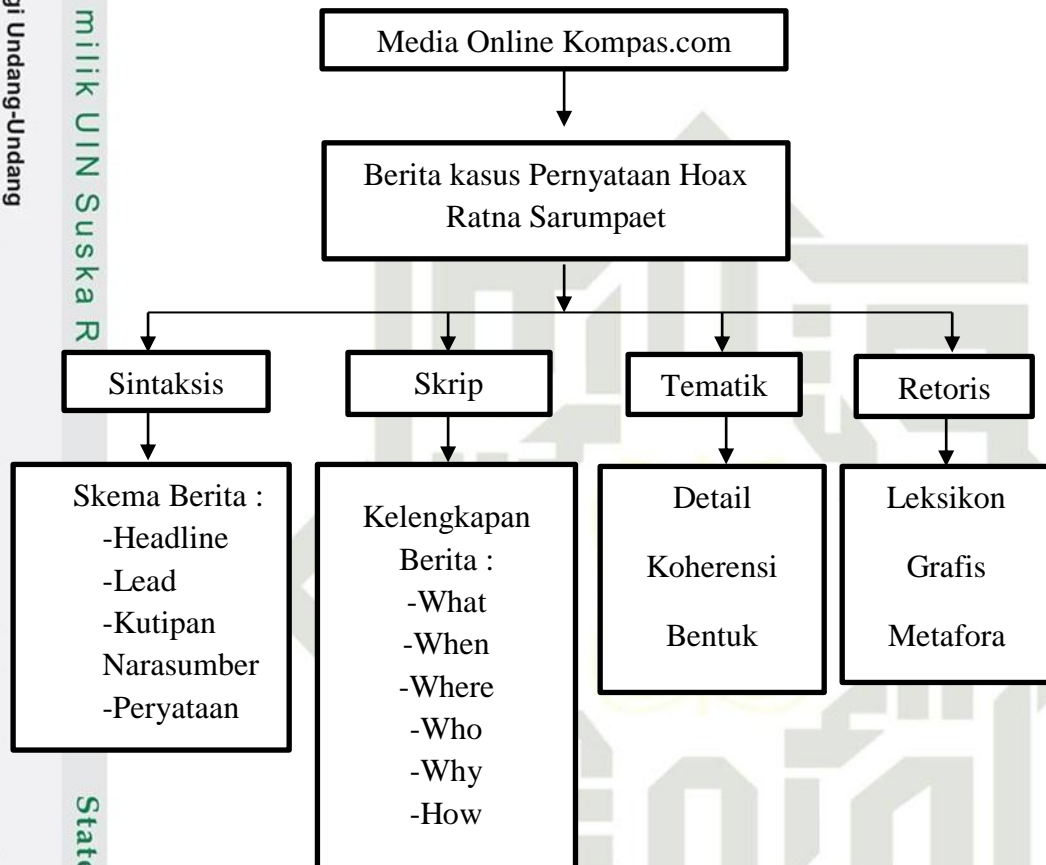 gi Undang-Undang
milik UIN Suska R
State
Media Online Kompas.com
Berita kasus Pernyataan Hoax
Ratna Sarumpaet
Sintaksis
Skrip
Tematik
Retoris
Skema Berita :
-Headline
-Lead
-Kutipan
Narasumber
-Peryataan
Kelengkapan
Berita :
-What
-When
-Where
-Who
-Why
-How
Detail
Koherensi
Bentuk
Leksikon
Grafis
Metafora